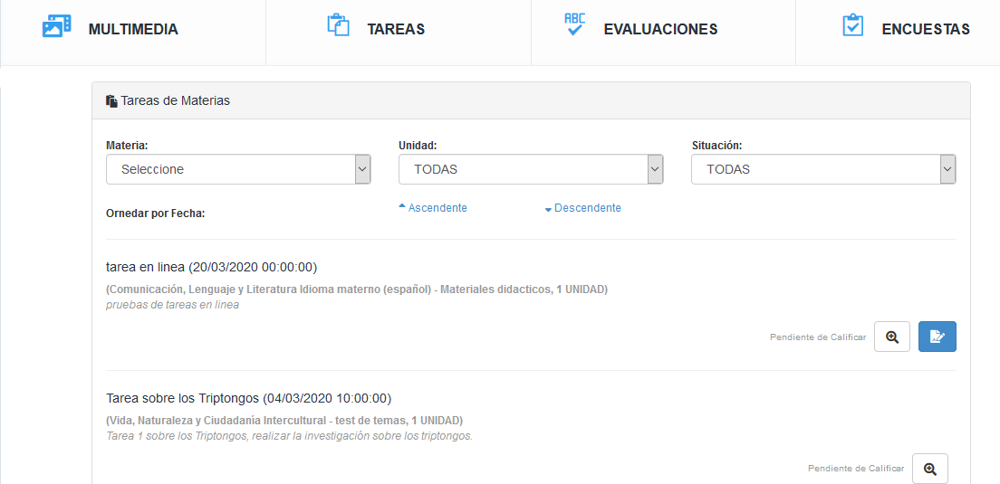 MULTIMEDIA
TAREAS
ABC
EVALUACIONES
ENCUESTAS
Tareas de Materias
Materia:
Unidad:
Situación:
Seleccione
TODAS
TODAS
Ornedar por Fecha:
Ascendente
Descendente
tarea en linea (20/03/2020 00:00:00)
(Comunicación, Lenguaje y Literatura Idioma materno (español) - Materiales didacticos, 1 UNIDAD)
pruebas de tareas en linea
Pendiente de Calificar
Tarea sobre los Triptongos (04/03/2020 10:00:00)
(Vida, Naturaleza y Ciudadanía Intercultural - test de temas, 1 UNIDAD)
Tarea 1 sobre los Triptongos, realizar la investigación sobre los triptongos.
Pendiente de Calificar